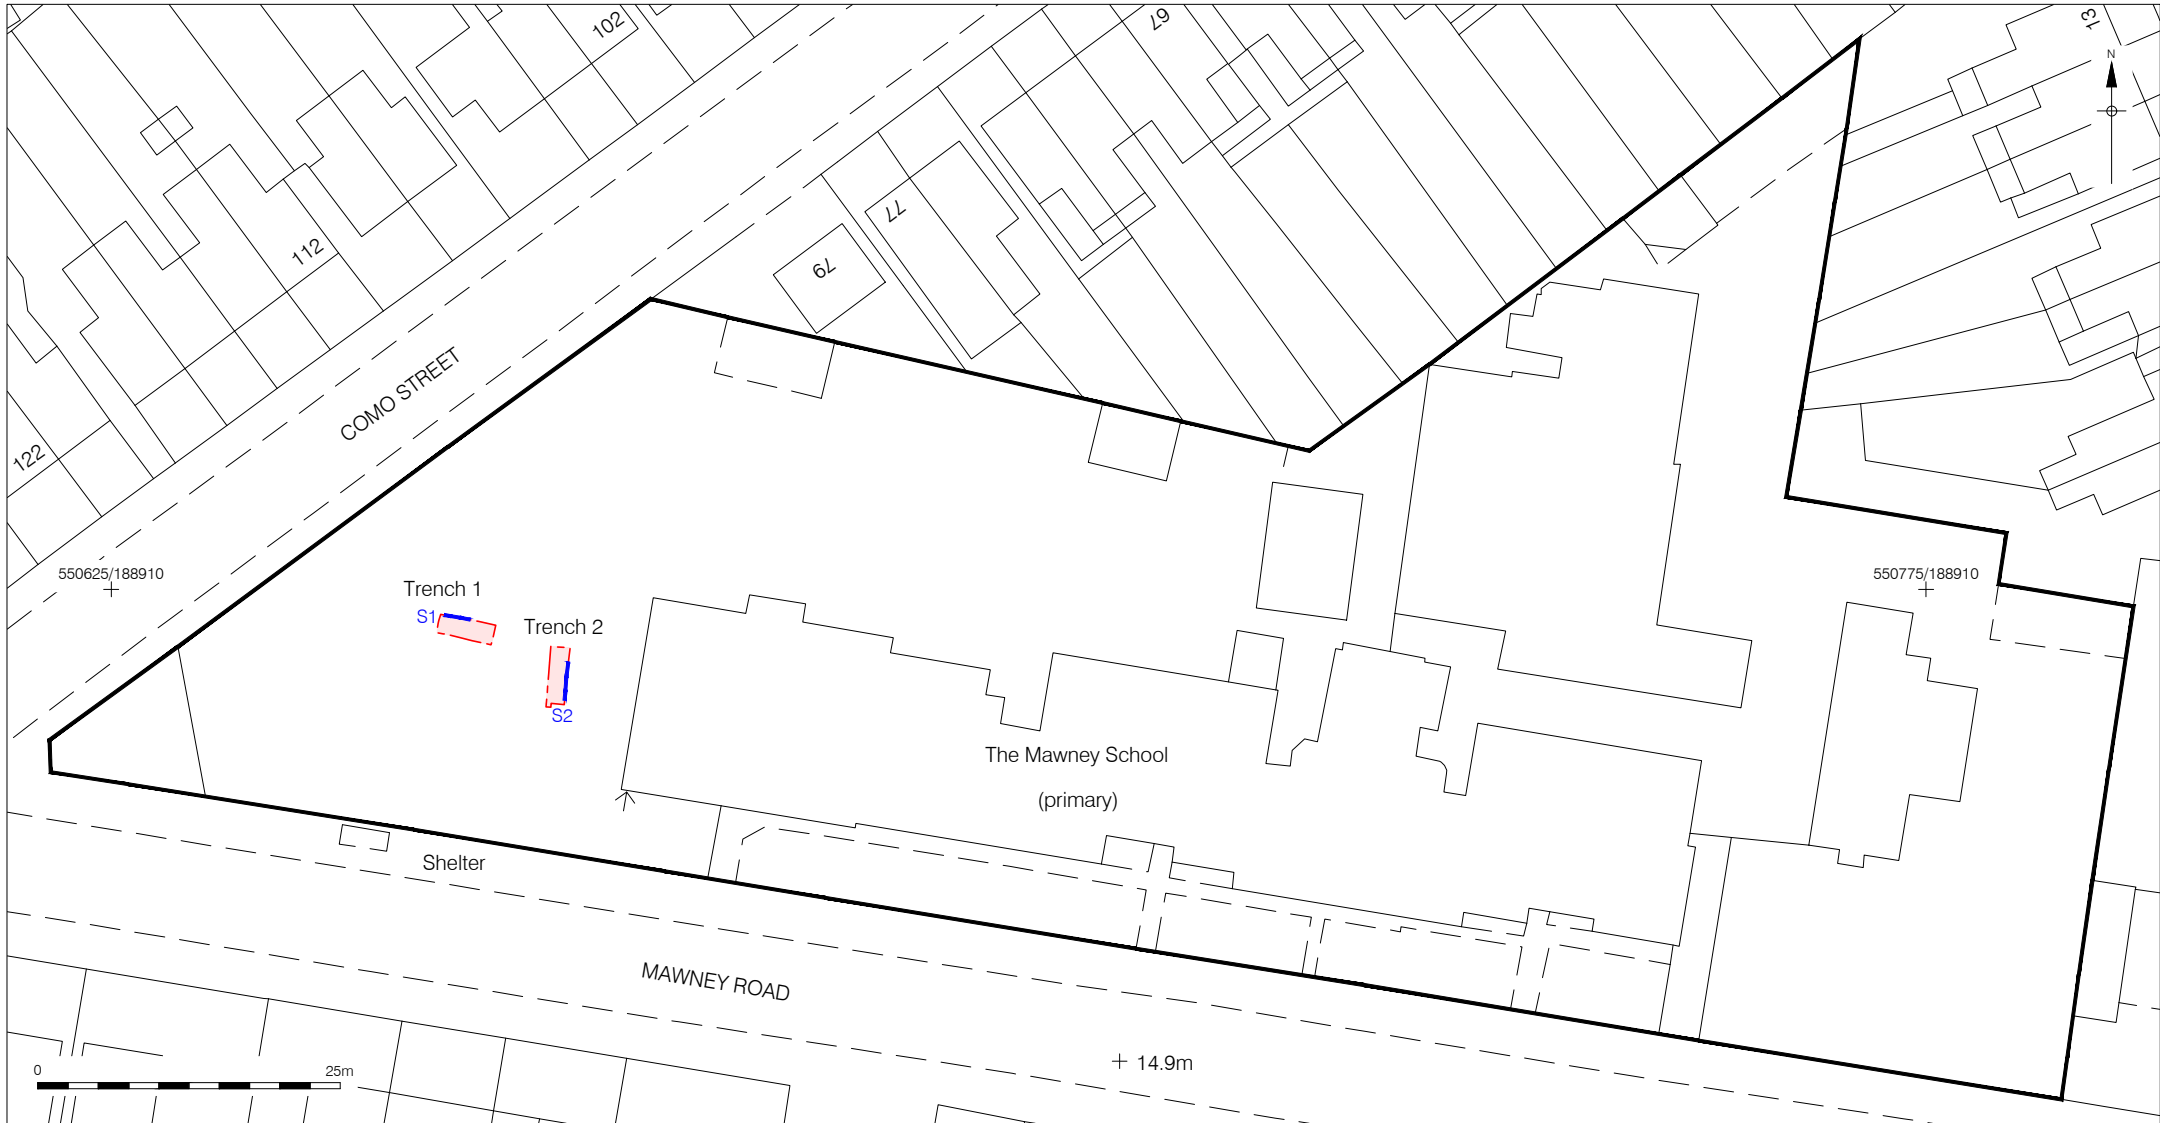 102
67
13
N
112
77
79
COMO STREET
122
550625/188910
550775/188910
Trench 1
S1
Trench 2
S2
The Mawney School
(primary)
Shelter
MAWNEY ROAD
14.9m
0 25m